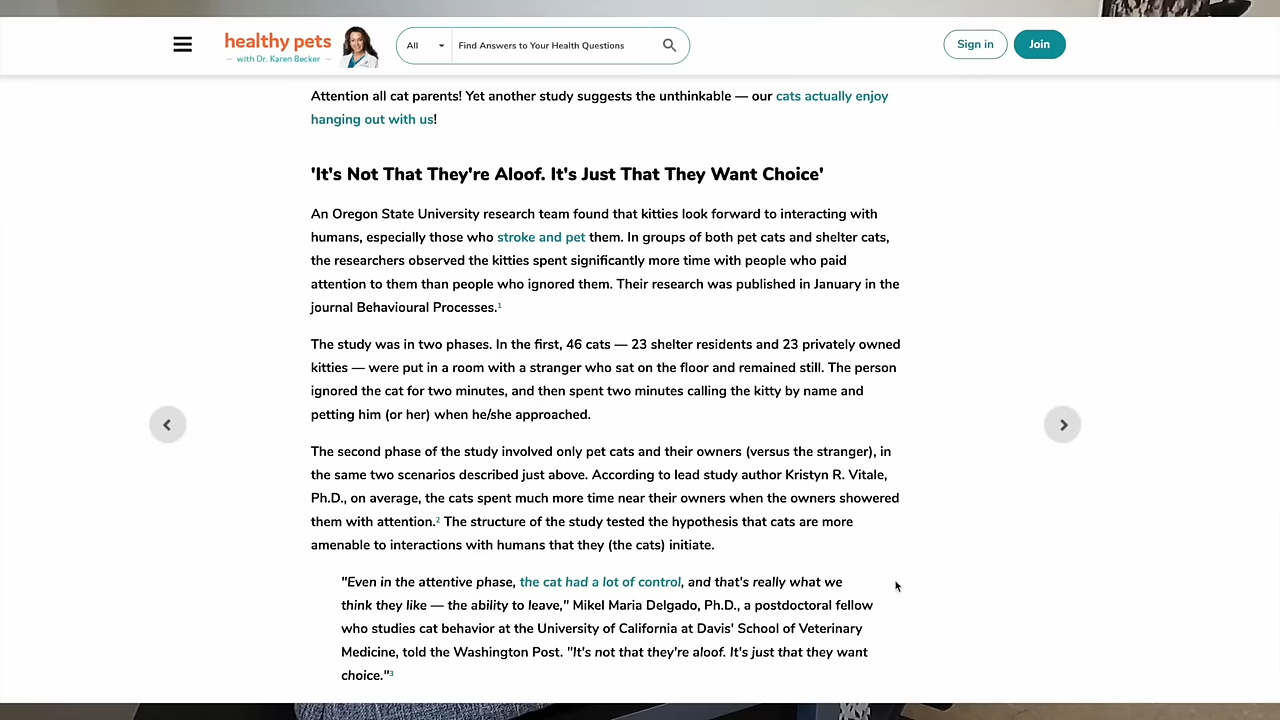 healthy pets
with Dr. Karen Becker
All
Find Answers to Your Health Questions
Sign in
Join
Attention all cat parents! Yet another study suggests the unthinkable — our cats actually enjoy
hanging out with us!
'It's Not That They're Aloof. It's Just That They Want Choice'
An Oregon State University research team found that kitties look forward to interacting with
humans, especially those who stroke and pet them. In groups of both pet cats and shelter cats,
the researchers observed the kitties spent significantly more time with people who paid
attention to them than people who ignored them. Their research was published in January in the
journal Behavioural Processes.1
The study was in two phases. In the first, 46 cats — 23 shelter residents and 23 privately owned
kitties — were put in a room with a stranger who sat on the floor and remained still. The person
ignored the cat for two minutes, and then spent two minutes calling the kitty by name and
petting him (or her) when he/she approached.
The second phase of the study involved only pet cats and their owners (versus the stranger), in
the same two scenarios described just above. According to lead study author Kristyn R. Vitale,
Ph.D., on average, the cats spent much more time near their owners when the owners showered
them with attention.2 The structure of the study tested the hypothesis that cats are more
amenable to interactions with humans that they (the cats) initiate.
"Even in the attentive phase, the cat had a lot of control, and that's really what we
think they like — the ability to leave," Mikel Maria Delgado, Ph.D., a postdoctoral fellow
who studies cat behavior at the University of California at Davis' School of Veterinary
Medicine, told the Washington Post. "It's not that they're aloof. It's just that they want
choice."3